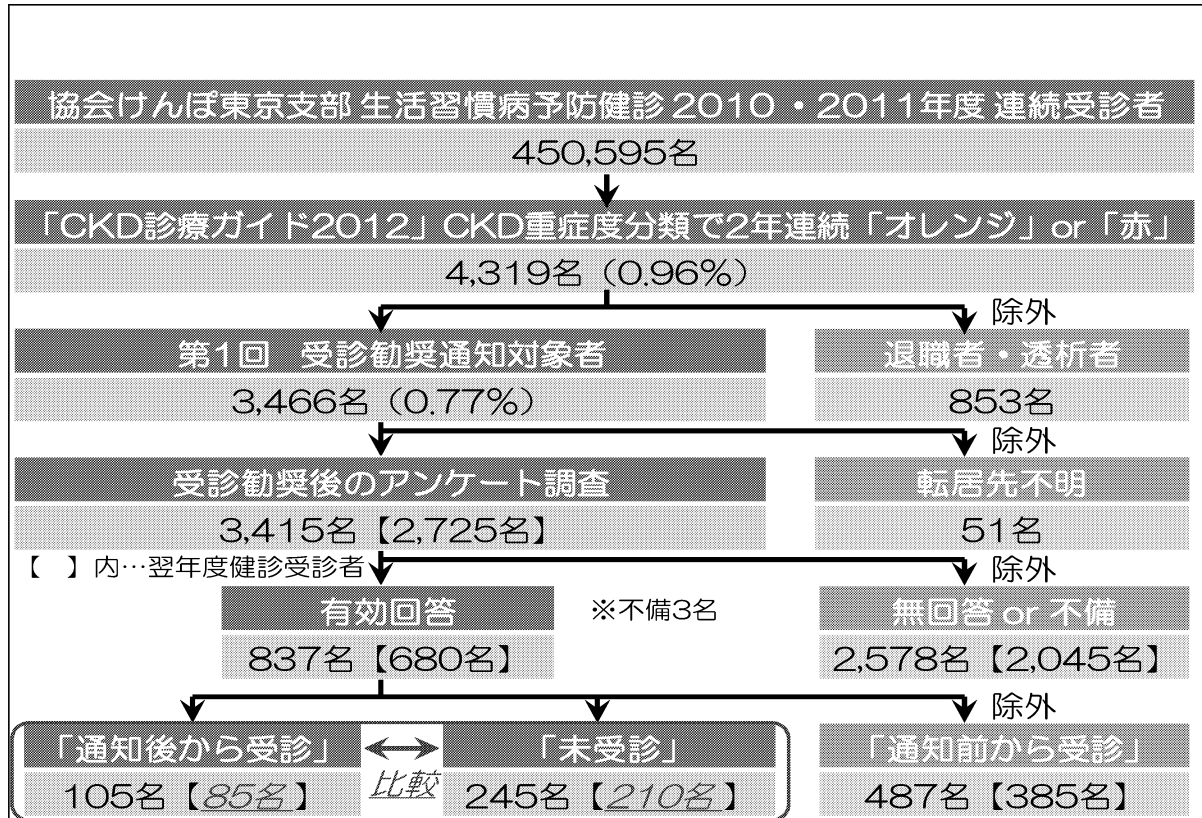 協会けんぽ東京支部 生活習慣病予防健診 2010 ・2011年度 連続受診者
450,595名
「CKD診療ガイド2012」CKD重症度分類で2年連続「オレンジ」or「赤」
4,319名（0.96%）
除外
第1回　受診勧奨通知対象者
退職者・透析者
3,466名（0.77%）
853名
除外
受診勧奨後のアンケート調査
転居先不明
3,415名【2,725名】
51名
【　】内…翌年度健診受診者
除外
有効回答
※不備3名
無回答 or 不備
837名【680名】
2,578名【2,045名】
除外
「通知後から受診」
「未受診」
「通知前から受診」
比較
105名【85名】
245名【210名】
487名【385名】